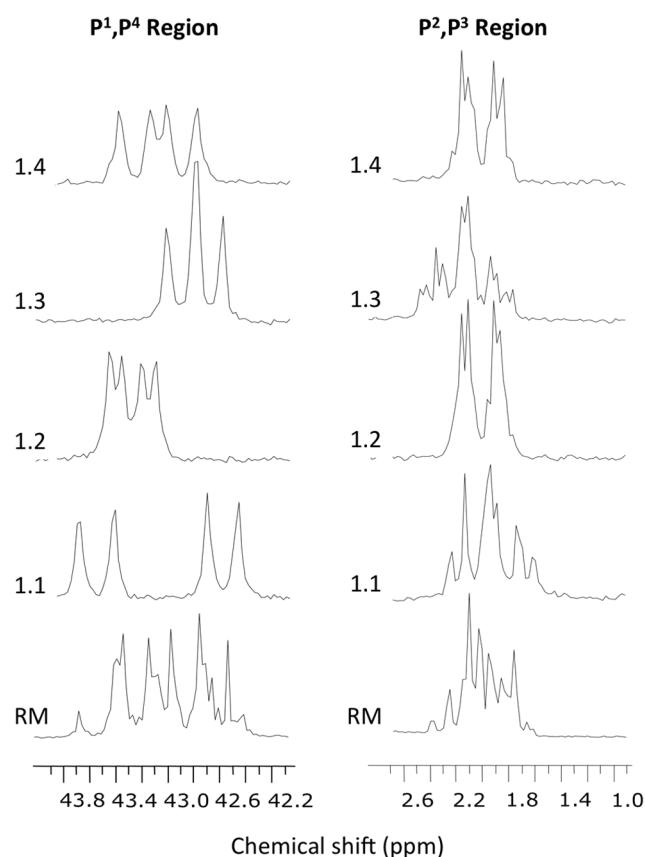 P¹,P⁴ Region
P²,P³ Region
1.4
1.4
1.3
1.3
1.2
1.2
1.1
1.1
RM
RM
43.8 43.4 43.0 42.6 42.2
2.6 2.2 1.8 1.4 1.0
Chemical shift (ppm)